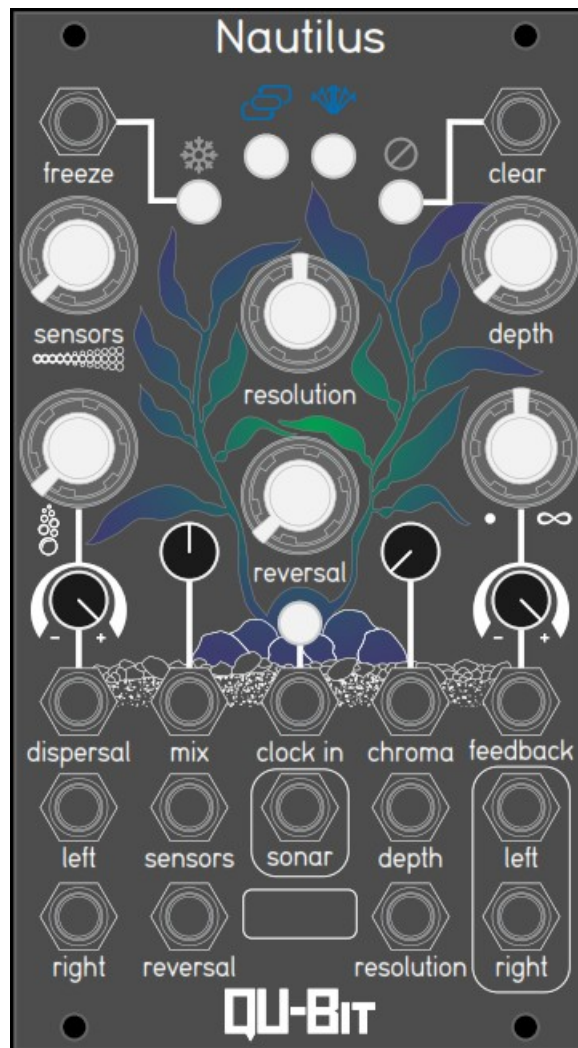 Nautilus
freeze
clear
sensors
depth
resolution
reversal
- +
- +
dispersal mix clock in chroma feedback
left sensors sonar depth left
right reversal resolution right
QU-BIT